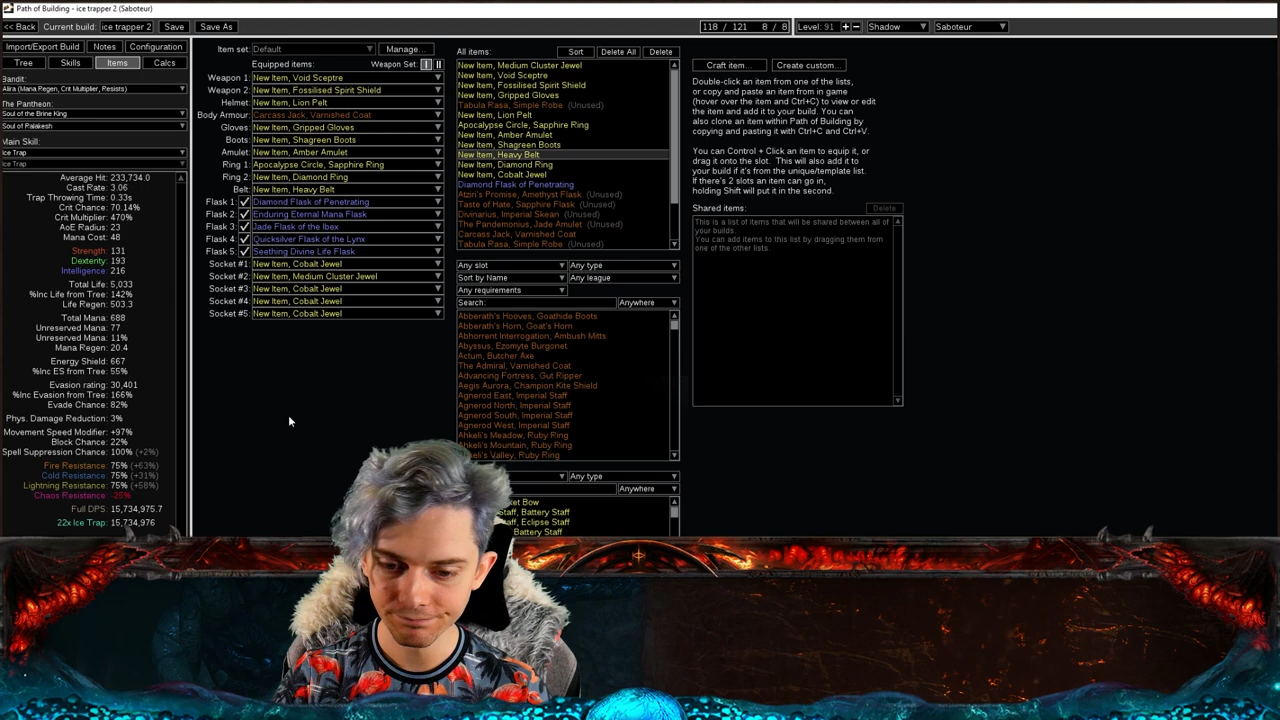 Path of Building - ice trapper 2 (Saboteur)
<< Back Current build: ice trapper 2 Save Save As 118 / 121 8 / 8 Level: 91 + - Shadow Saboteur
Import/Export Build Notes Configuration
Tree Skills Items Calcs
Bandit:
Alira (Mana Regen, Crit Multiplier, Resists)
The Pantheon:
Soul of the Brine King
Soul of Ralakesh
Main Skill:
Ice Trap
Ice Trap
Average Hit: 233,734.0
Cast Rate: 3.06
Trap Throwing Time: 0.33s
Crit Chance: 70.14%
Crit Multiplier: 470%
AoE Radius: 23
Mana Cost: 48
Strength: 131
Dexterity: 193
Intelligence: 216
Total Life: 5,033
%Inc Life from Tree: 142%
Life Regen: 503.3
Total Mana: 688
Unreserved Mana: 77
Unreserved Mana: 11%
Mana Regen: 20.4
Energy Shield: 667
%Inc ES from Tree: 55%
Evasion rating: 30,401
%Inc Evasion from Tree: 166%
Evade Chance: 82%
Phys. Damage Reduction: 3%
Movement Speed Modifier: +97%
Block Chance: 22%
Spell Suppression Chance: 100% (+2%)
Fire Resistance: 75% (+63%)
Cold Resistance: 75% (+31%)
Lightning Resistance: 75% (+58%)
Chaos Resistance: -25%
Full DPS: 15,734,975.7
22x Ice Trap: 15,734,976
Item set: Default Manage...
Equipped items: Weapon Set: I II
Weapon 1: New Item, Void Sceptre
Weapon 2: New Item, Fossilised Spirit Shield
Helmet: New Item, Lion Pelt
Body Armour: Carcass Jack, Varnished Coat
Gloves: New Item, Gripped Gloves
Boots: New Item, Shagreen Boots
Amulet: New Item, Amber Amulet
Ring 1: Apocalypse Circle, Sapphire Ring
Ring 2: New Item, Diamond Ring
Belt: New Item, Heavy Belt
Flask 1: Diamond Flask of Penetrating
Flask 2: Enduring Eternal Mana Flask
Flask 3: Jade Flask of the Ibex
Flask 4: Quicksilver Flask of the Lynx
Flask 5: Seething Divine Life Flask
Socket #1: New Item, Cobalt Jewel
Socket #2: New Item, Medium Cluster Jewel
Socket #3: New Item, Cobalt Jewel
Socket #4: New Item, Cobalt Jewel
Socket #5: New Item, Cobalt Jewel
All items: Sort Delete All Delete
New Item, Medium Cluster Jewel
New Item, Void Sceptre
New Item, Fossilised Spirit Shield
New Item, Gripped Gloves
Tabula Rasa, Simple Robe (Unused)
New Item, Lion Pelt
Apocalypse Circle, Sapphire Ring
New Item, Amber Amulet
New Item, Shagreen Boots
New Item, Heavy Belt
New Item, Diamond Ring
New Item, Cobalt Jewel
Diamond Flask of Penetrating
Atziri's Promise, Amethyst Flask (Unused)
Taste of Hate, Sapphire Flask (Unused)
Divinarius, Imperial Skean (Unused)
The Pandemonius, Jade Amulet (Unused)
Carcass Jack, Varnished Coat
Tabula Rasa, Simple Robe (Unused)
Any slot Any type
Sort by Name Any league
Any requirements
Search: Anywhere
Abberath's Hooves, Goathide Boots
Abberath's Horn, Goat's Horn
Abhorrent Interrogation, Ambush Mitts
Abyssus, Ezomyte Burgonet
Actum, Butcher Axe
The Admiral, Varnished Coat
Advancing Fortress, Gut Ripper
Aegis Aurora, Champion Kite Shield
Agnerod East, Imperial Staff
Agnerod North, Imperial Staff
Agnerod South, Imperial Staff
Agnerod West, Imperial Staff
Ahkeli's Meadow, Ruby Ring
Ahkeli's Mountain, Ruby Ring
keli's Valley, Ruby Ring
Any type
Anywhere
ket Bow
aff, Battery Staff
aff, Eclipse Staff
Battery Staff
Craft item... Create custom...
Double-click an item from one of the lists,
or copy and paste an item from in game
(hover over the item and Ctrl+C) to view or edit
the item and add it to your build. You can
also clone an item within Path of Building by
copying and pasting it with Ctrl+C and Ctrl+V.
You can Control + Click an item to equip it, or
drag it onto the slot. This will also add it to
your build if it's from the unique/template list.
If there's 2 slots an item can go in,
holding Shift will put it in the second.
Shared items: Delete
This is a list of items that will be shared between all of
your builds.
You can add items to this list by dragging them from
one of the other lists.